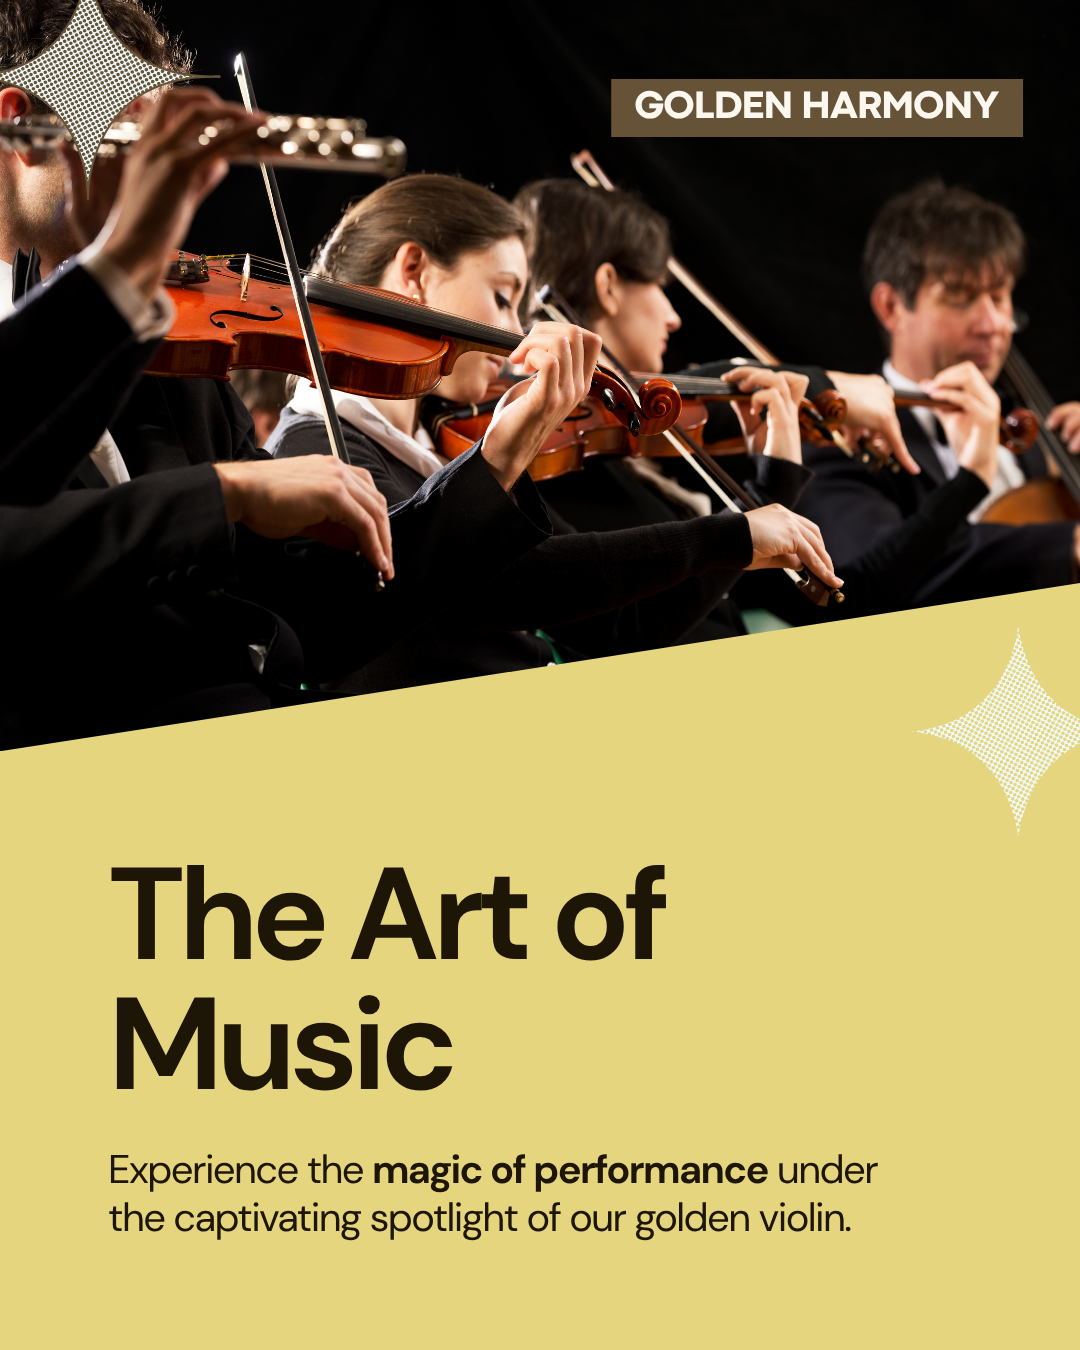 GOLDEN HARMONY
The Art of
Music
Experience the magic of performance under
the captivating spotlight of our golden violin.